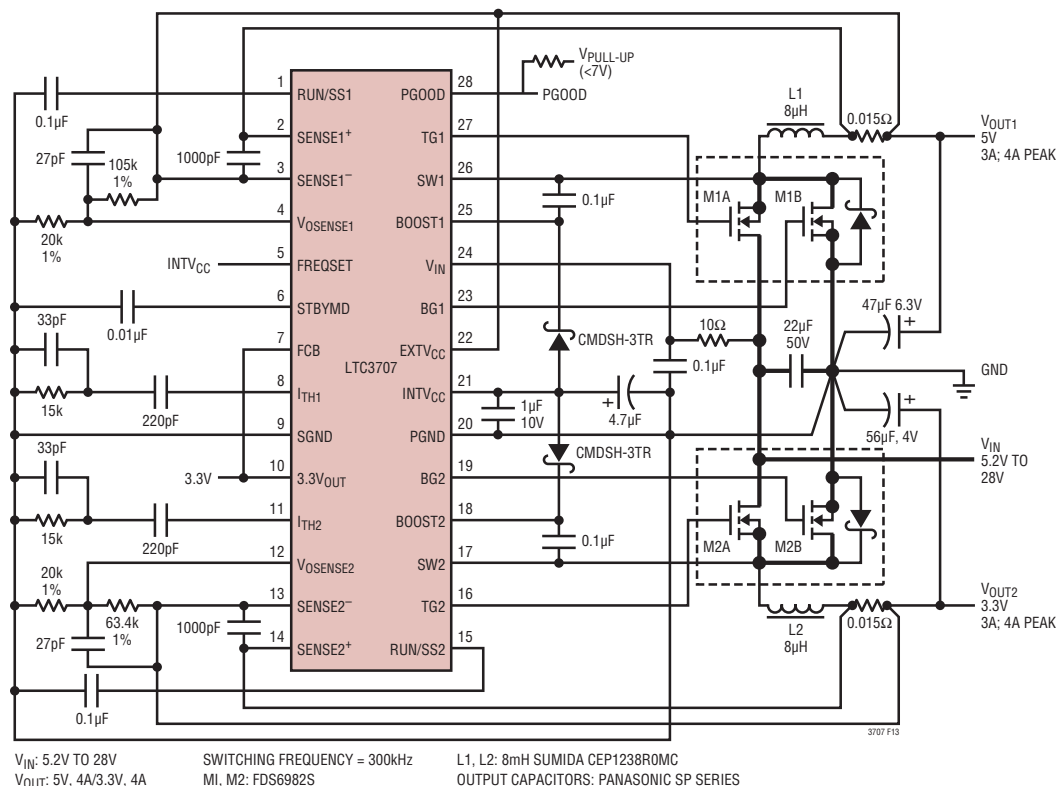 V_PULL-UP
(<7V)
PGOOD
0.1µF
27pF
105k
1%
1000pF
20k
1%
INTV_CC
0.01µF
33pF
15k
220pF
33pF
3.3V
15k
220pF
20k
1%
63.4k
1%
27pF
1000pF
0.1µF
1
2
3
4
5
6
7
8
9
10
11
12
13
14
RUN/SS1
SENSE1+
SENSE1−
V_OSENSE1
FREQSET
STBYMD
FCB
I_TH1
SGND
3.3V_OUT
I_TH2
V_OSENSE2
SENSE2−
SENSE2+
LTC3707
PGOOD
TG1
SW1
BOOST1
V_IN
BG1
EXTV_CC
INTV_CC
PGND
BG2
BOOST2
SW2
TG2
RUN/SS2
28
27
26
25
24
23
22
21
20
19
18
17
16
15
0.1µF
CMDSH-3TR
10Ω
0.1µF
1µF
10V
4.7µF
CMDSH-3TR
0.1µF
L1
8µH
0.015Ω
V_OUT1
5V
3A; 4A PEAK
M1A
M1B
22µF
50V
47µF 6.3V
GND
56µF, 4V
V_IN
5.2V TO
28V
M2A
M2B
L2
8µH
0.015Ω
V_OUT2
3.3V
3A; 4A PEAK
3707 F13
V_IN: 5.2V TO 28V
V_OUT: 5V, 4A/3.3V, 4A
SWITCHING FREQUENCY = 300kHz
MI, M2: FDS6982S
L1, L2: 8mH SUMIDA CEP1238R0MC
OUTPUT CAPACITORS: PANASONIC SP SERIES